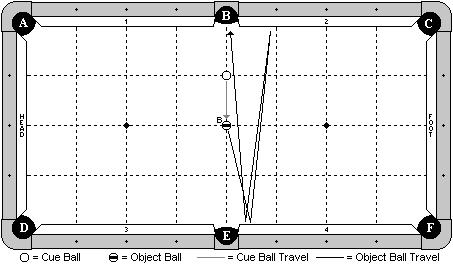 A B C
1 2
HEAD B FOOT
D E F
3 4
= Cue Ball = Object Ball = Cue Ball Travel = Object Ball Travel